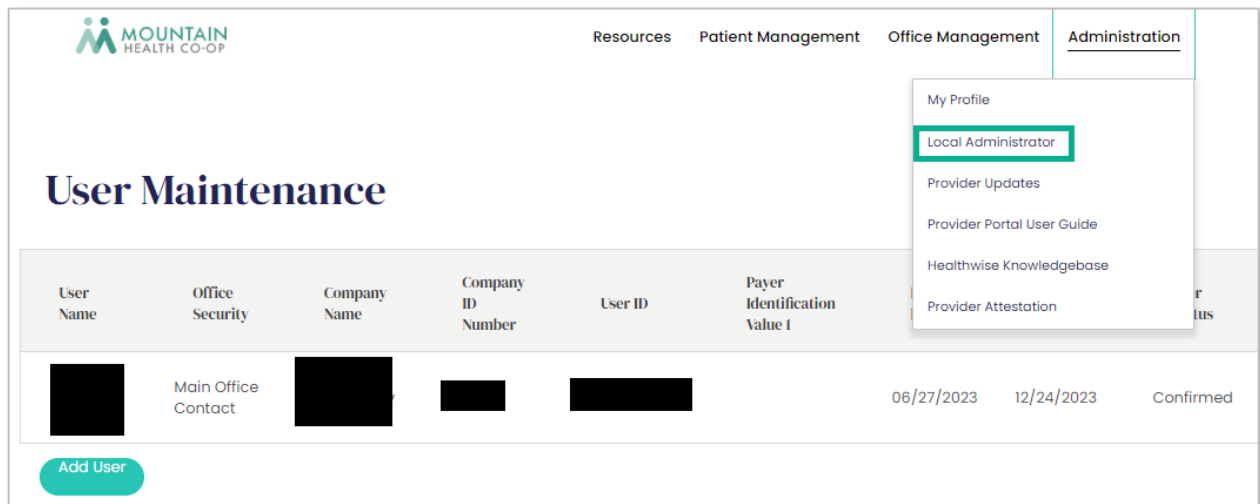 MOUNTAIN
HEALTH CO-OP
Resources Patient Management Office Management Administration
My Profile
Local Administrator
Provider Updates
Provider Portal User Guide
Healthwise Knowledgebase
Provider Attestation
User Maintenance
User
Name
Office
Security
Company
Name
Company
ID
Number
User ID
Payer
Identification
Value 1
Main Office
Contact
06/27/2023 12/24/2023 Confirmed
Add User